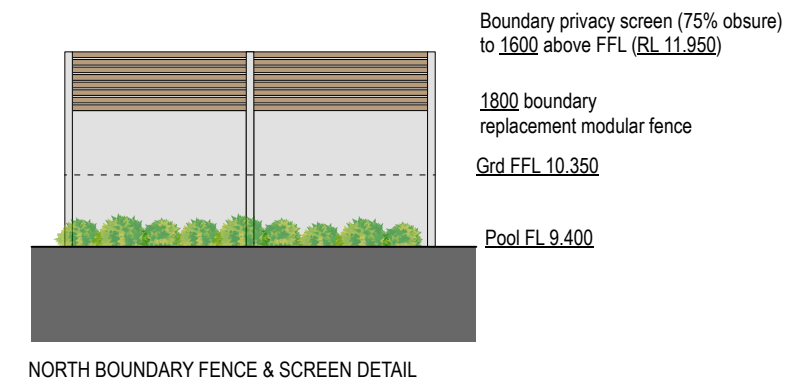 Boundary privacy screen (75% obsure)
to 1600 above FFL (RL 11.950)
1800 boundary
replacement modular fence
Grd FFL 10.350
Pool FL 9.400
NORTH BOUNDARY FENCE & SCREEN DETAIL